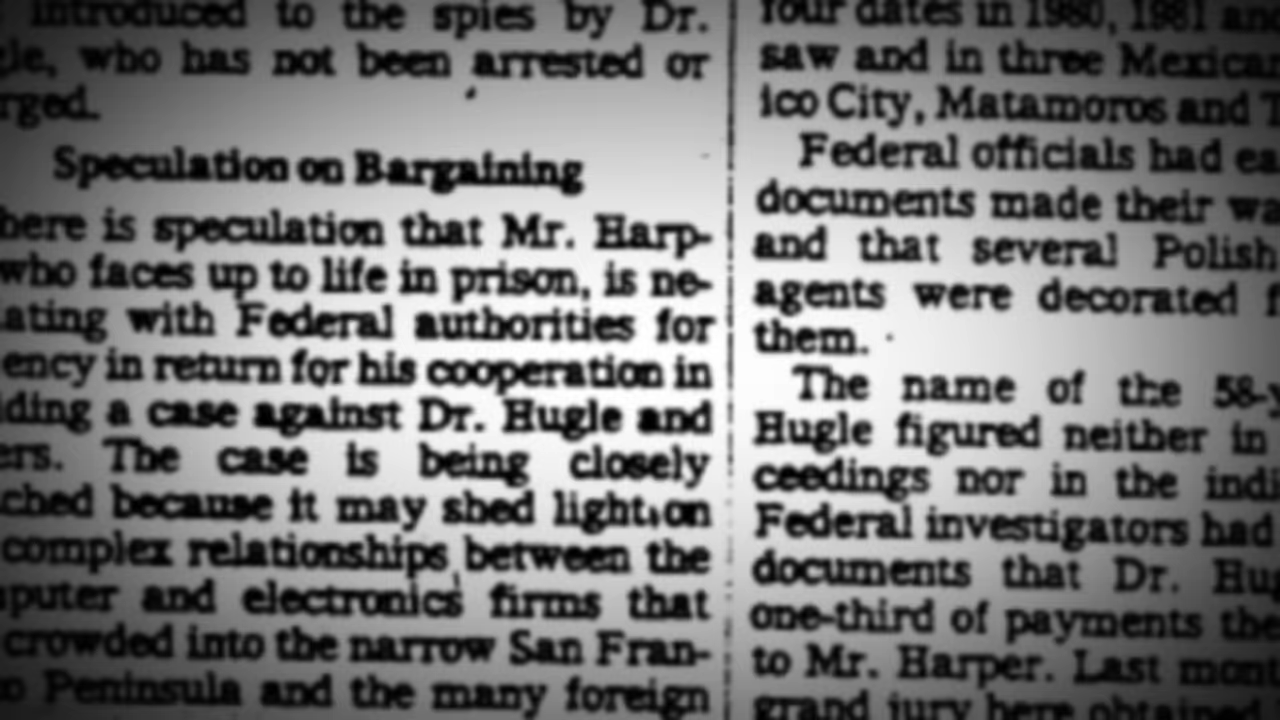 introduced to the spies by Dr.
gle, who has not been arrested or
rged.
Speculation on Bargaining
here is speculation that Mr. Harp-
who faces up to life in prison, is ne-
ating with Federal authorities for
ency in return for his cooperation in
lding a case against Dr. Hugle and
ers. The case is being closely
ched because it may shed light on
complex relationships between the
puter and electronics firms that
crowded into the narrow San Fran-
o Peninsula and the many foreign
four dates in 1980, 1981 and
saw and in three Mexican
ico City, Matamoros and T
Federal officials had ea
documents made their wa
and that several Polish
agents were decorated f
them.
The name of the 58-y
Hugle figured neither in
ceedings nor in the indi
Federal investigators had
documents that Dr. Hug
one-third of payments the
to Mr. Harper. Last mont
grand jury here obtained